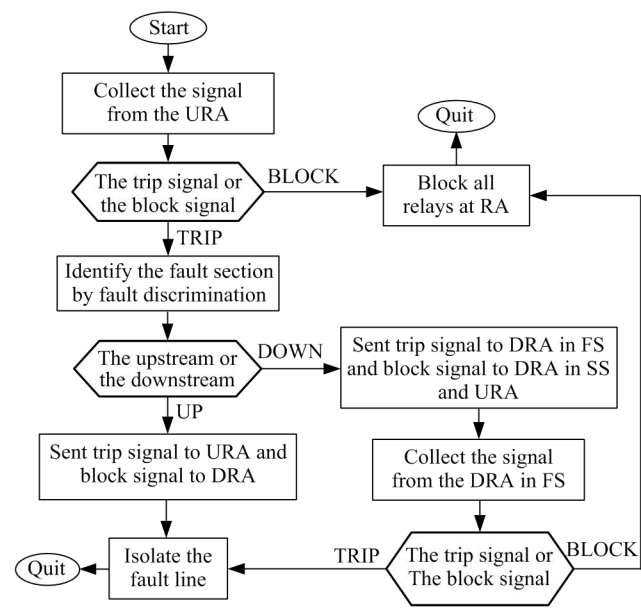 Start
Collect the signal
from the URA
Quit
The trip signal or
the block signal
BLOCK
Block all
relays at RA
TRIP
Identify the fault section
by fault discrimination
The upstream or
the downstream
DOWN
Sent trip signal to DRA in FS
and block signal to DRA in SS
and URA
UP
Sent trip signal to URA and
block signal to DRA
Collect the signal
from the DRA in FS
Quit
Isolate the
fault line
TRIP
The trip signal or
The block signal
BLOCK